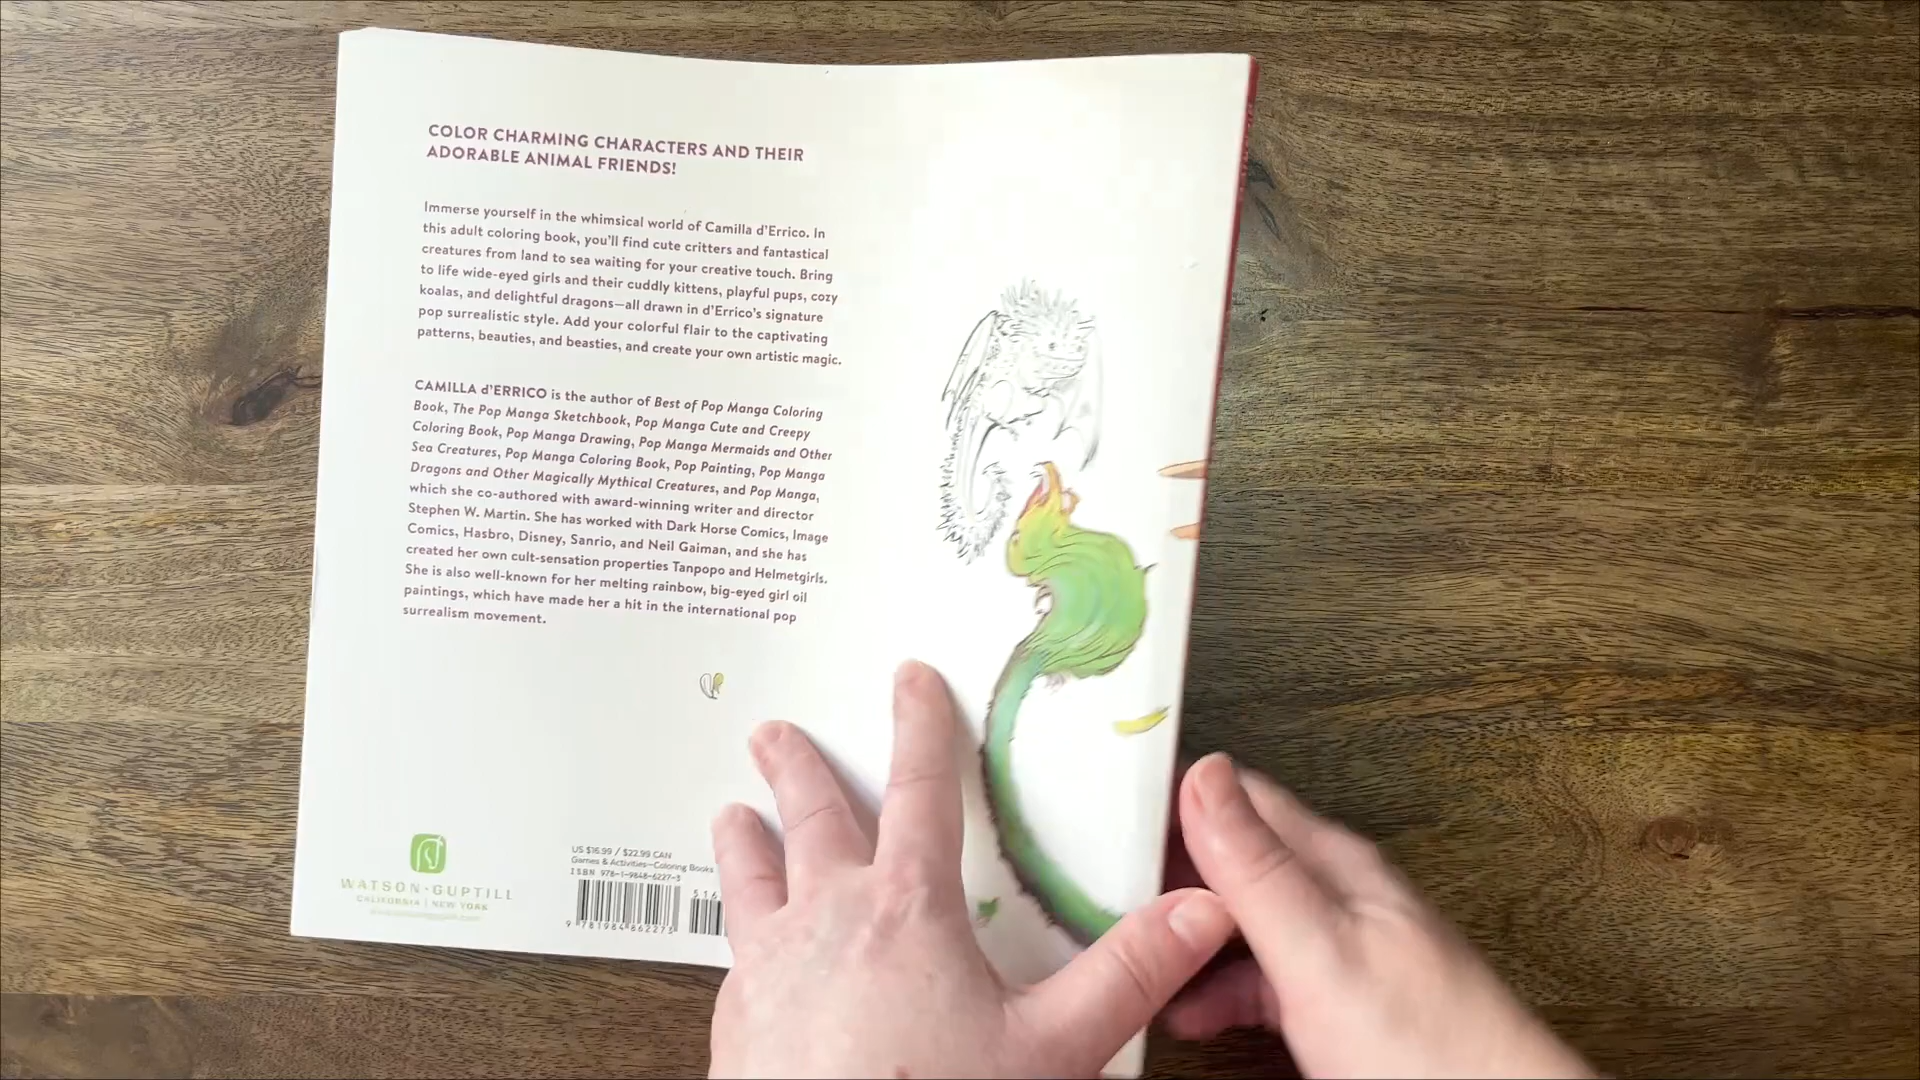 COLOR CHARMING CHARACTERS AND THEIR
ADORABLE ANIMAL FRIENDS!
Immerse yourself in the whimsical world of Camilla d'Errico. In
this adult coloring book, you'll find cute critters and fantastical
creatures from land to sea waiting for your creative touch. Bring
to life wide-eyed girls and their cuddly kittens, playful pups, cozy
koalas, and delightful dragons—all drawn in d'Errico's signature
pop surrealistic style. Add your colorful flair to the captivating
patterns, beauties, and beasties, and create your own artistic magic.
CAMILLA d'ERRICO is the author of Best of Pop Manga Coloring
Book, The Pop Manga Sketchbook, Pop Manga Cute and Creepy
Coloring Book, Pop Manga Drawing, Pop Manga Mermaids and Other
Sea Creatures, Pop Manga Coloring Book, Pop Painting, Pop Manga
Dragons and Other Magically Mythical Creatures, and Pop Manga,
which she co-authored with award-winning writer and director
Stephen W. Martin. She has worked with Dark Horse Comics, Image
Comics, Hasbro, Disney, Sanrio, and Neil Gaiman, and she has
created her own cult-sensation properties Tanpopo and Helmetgirls.
She is also well-known for her melting rainbow, big-eyed girl oil
paintings, which have made her a hit in the international pop
surrealism movement.
WATSON·GUPTILL
CALIFORNIA | NEW YORK
US $16.99 / $22.99 CAN
Games & Activities—Coloring Books
ISBN 978-1-9848-6227-3
516
9 781984 862273